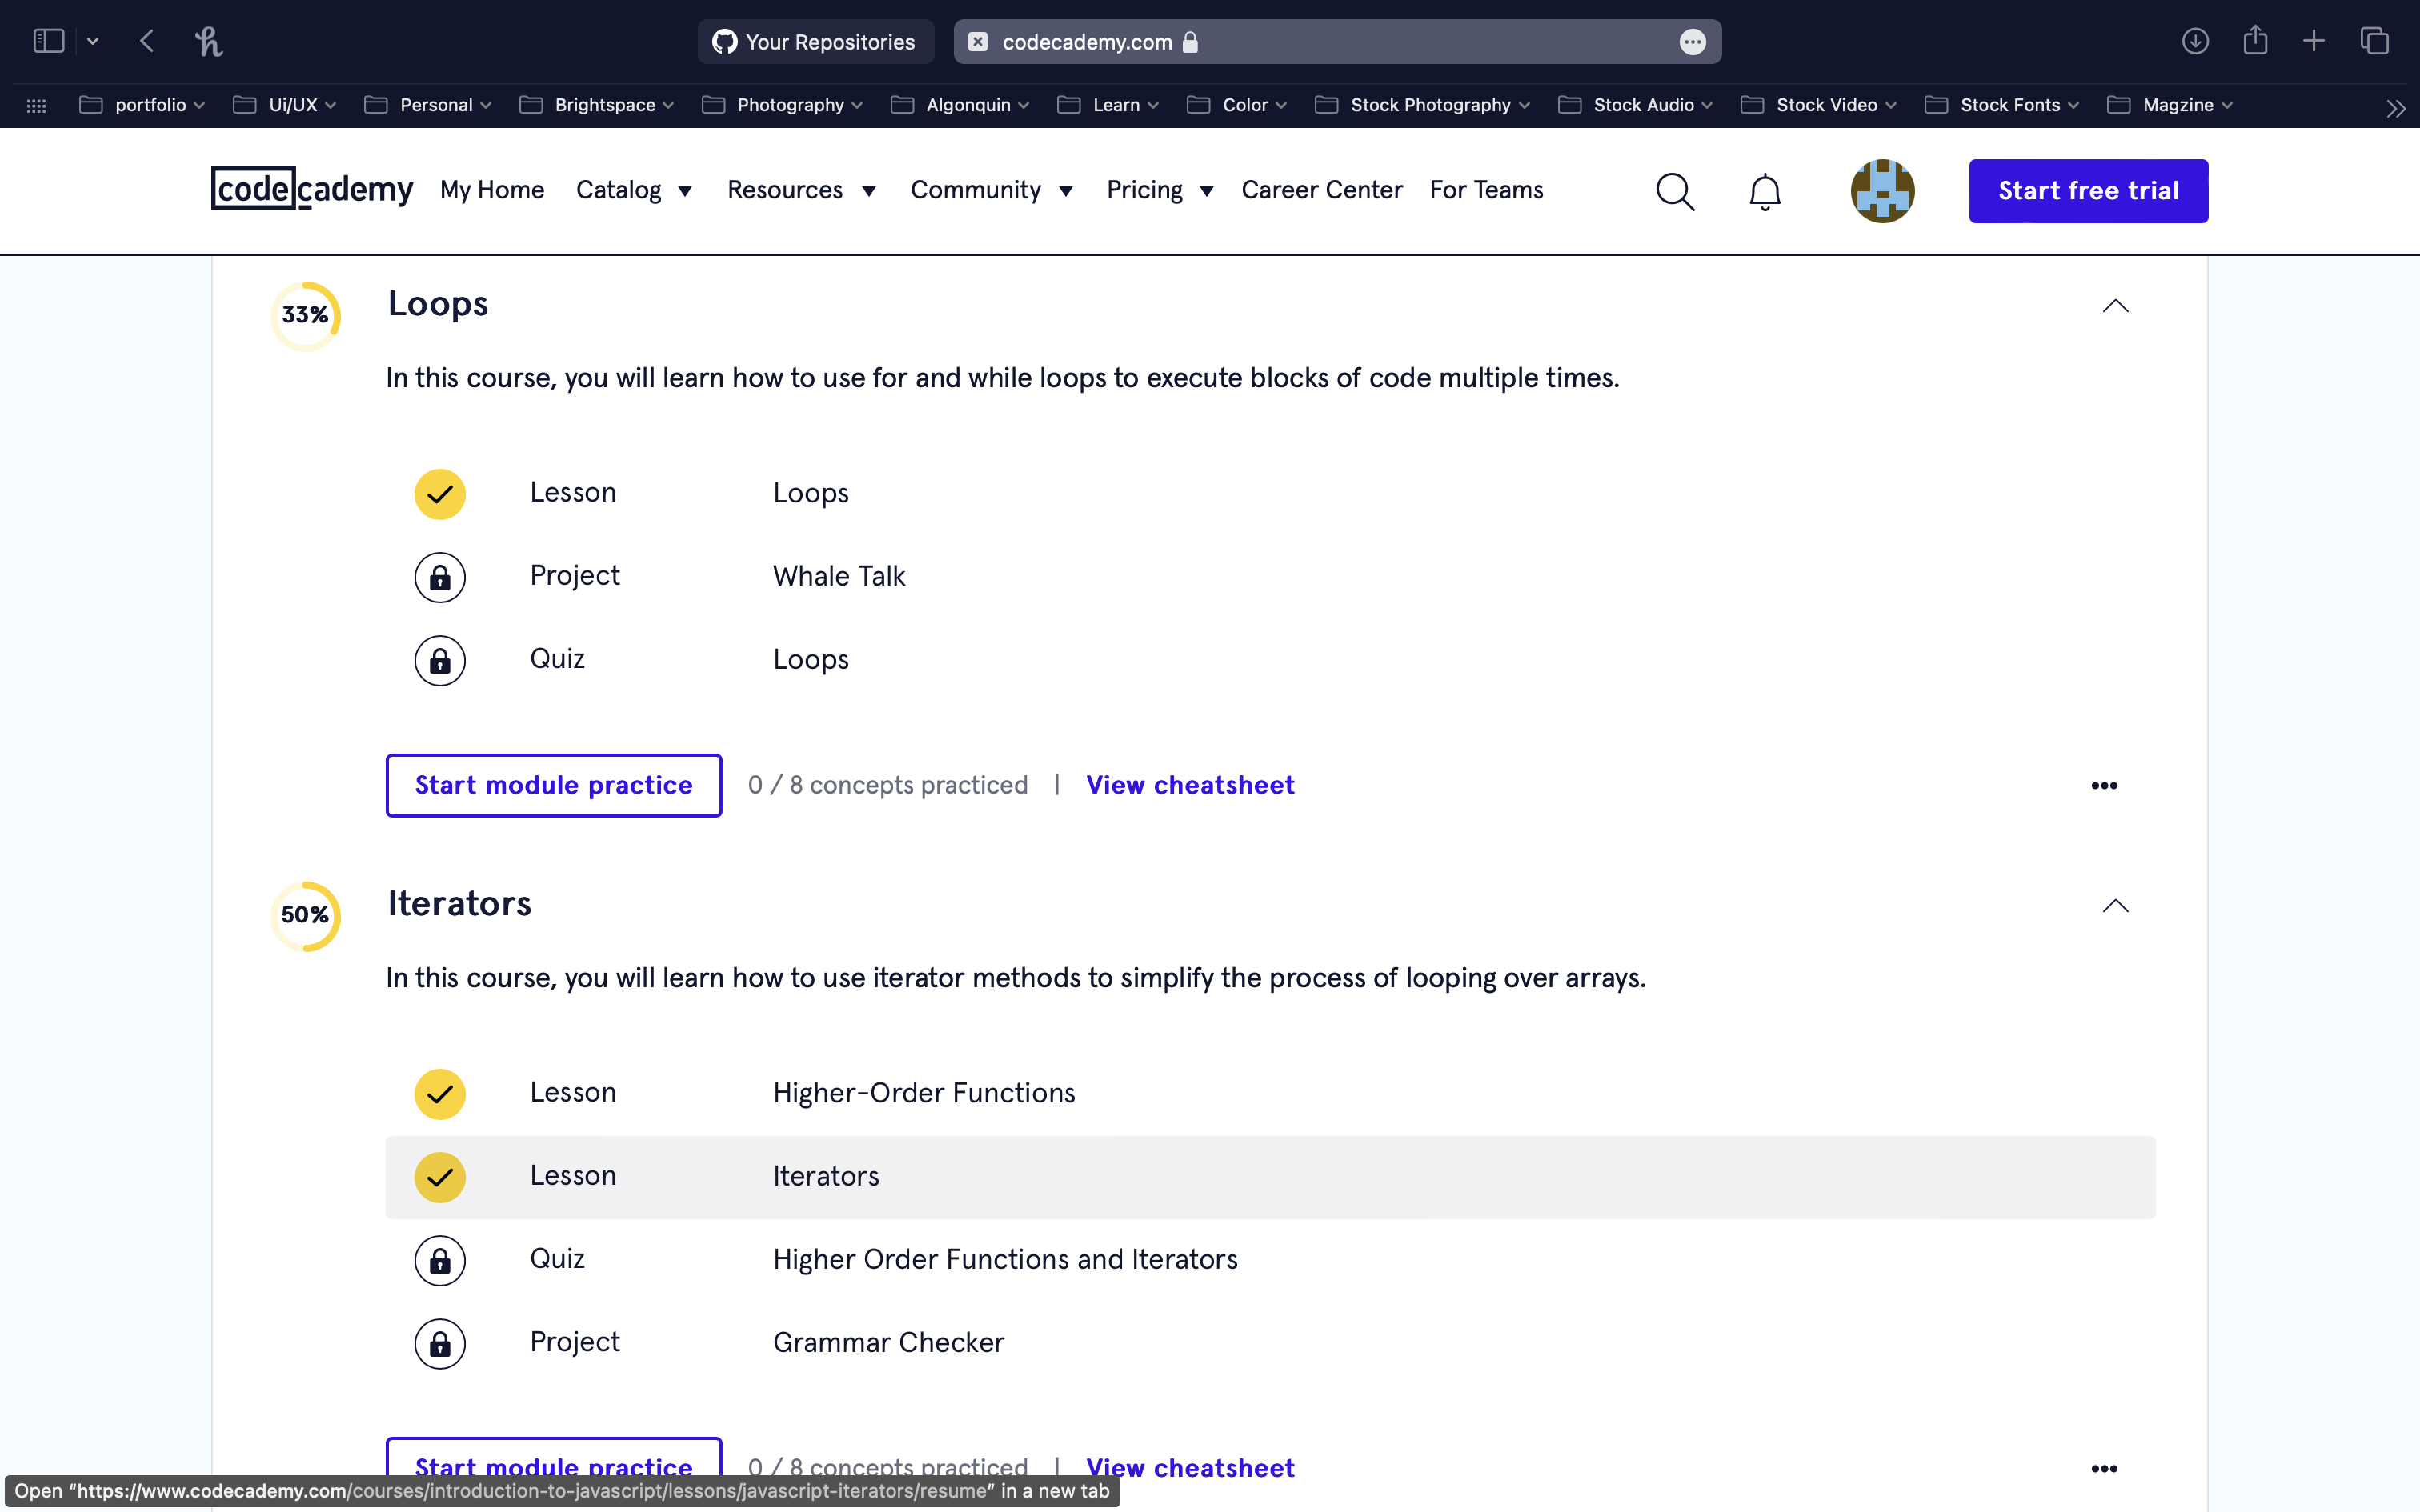 Your Repositories codecademy.com
portfolio Ui/UX Personal Brightspace Photography Algonquin Learn Color Stock Photography Stock Audio Stock Video Stock Fonts Magzine
codecademy My Home Catalog Resources Community Pricing Career Center For Teams Start free trial
33% Loops
In this course, you will learn how to use for and while loops to execute blocks of code multiple times.
Lesson Loops
Project Whale Talk
Quiz Loops
Start module practice 0 / 8 concepts practiced | View cheatsheet
50% Iterators
In this course, you will learn how to use iterator methods to simplify the process of looping over arrays.
Lesson Higher-Order Functions
Lesson Iterators
Quiz Higher Order Functions and Iterators
Project Grammar Checker
Start module practice 0 / 8 concepts practiced | View cheatsheet
Open “https://www.codecademy.com/courses/introduction-to-javascript/lessons/javascript-iterators/resume” in a new tab